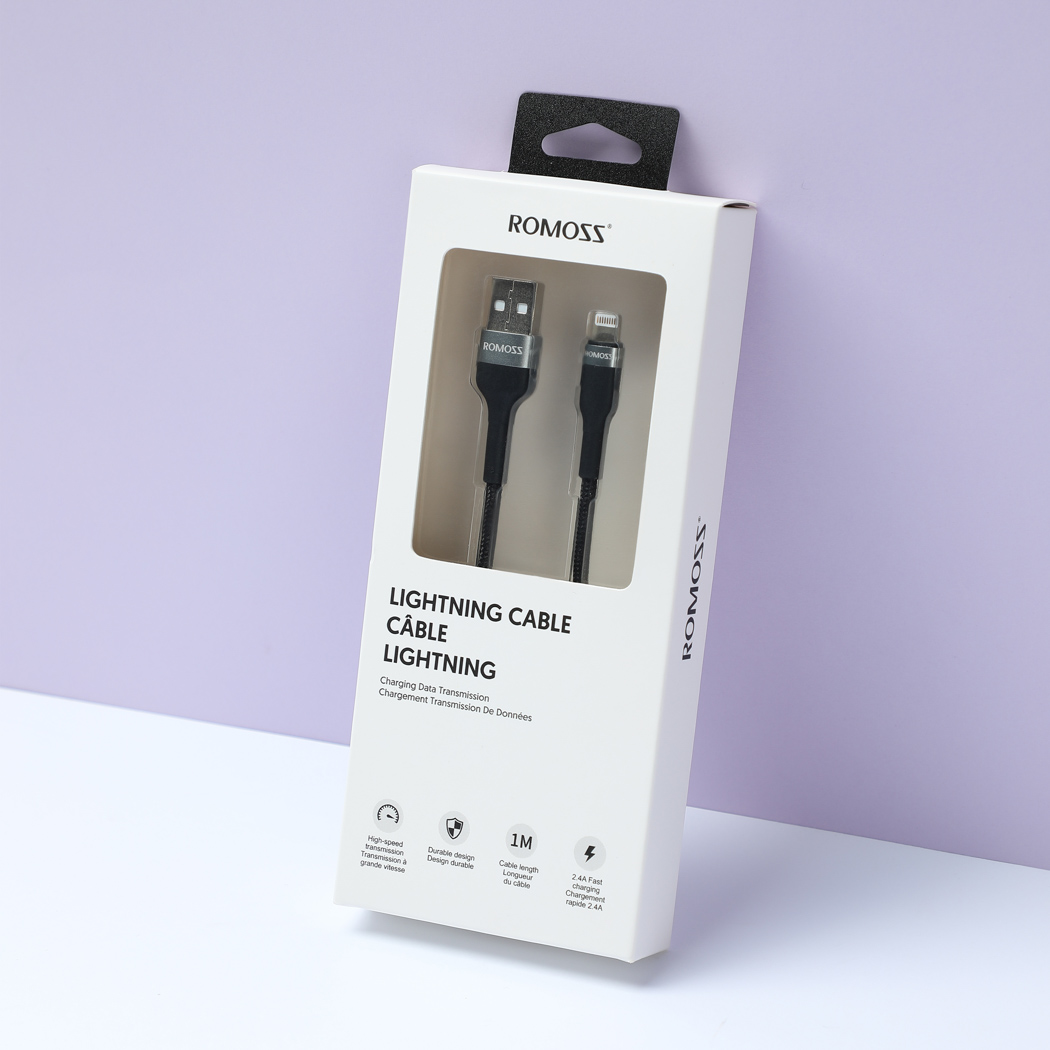 ROMOSS®
ROMOSS
ROMOSS
LIGHTNING CABLE
CÂBLE
LIGHTNING
Charging Data Transmission
Chargement Transmission De Données
High-speed
transmission
Transmission à
grande vitesse
Durable design
Design durable
1M
Cable length
Longueur
du câble
2.4A Fast
charging
Chargement
rapide 2.4A
ROMOSS®